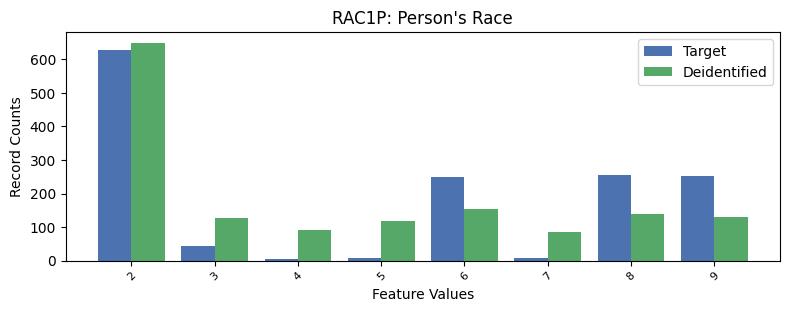 RAC1P: Person's Race
Target
Deidentified
Record Counts
600
500
400
300
200
100
0
2 3 4 5 6 7 8 9
Feature Values